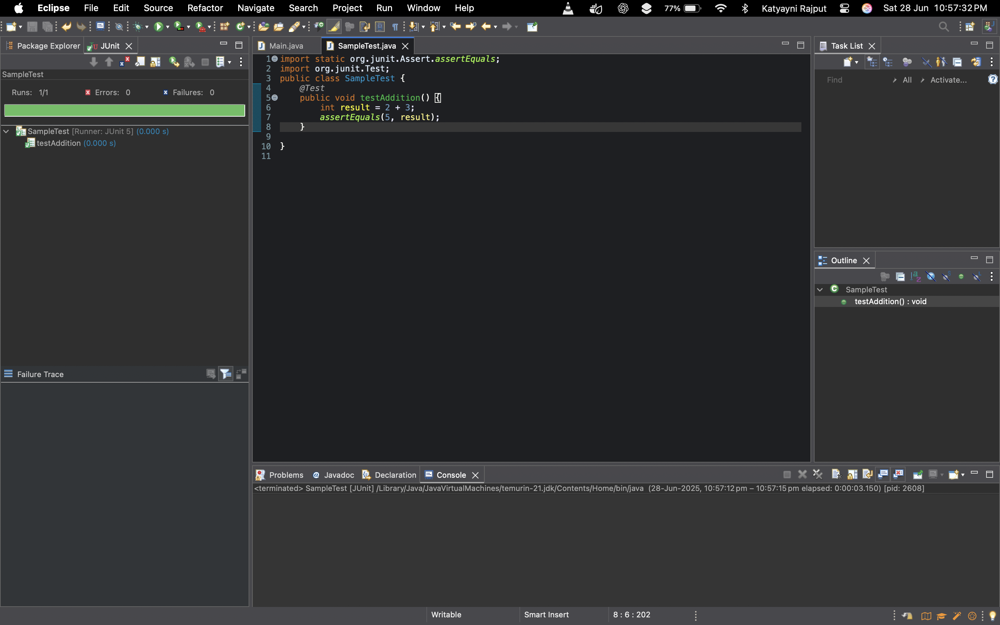 Eclipse File Edit Source Refactor Navigate Search Project Run Window Help 77% Katyayni Rajput Sat 28 Jun 10:57:32 PM
Package Explorer JUnit
SampleTest
Runs: 1/1 Errors: 0 Failures: 0
SampleTest [Runner: JUnit 5] (0.000 s)
testAddition (0.000 s)
Failure Trace
Main.java SampleTest.java
1 import static org.junit.Assert.assertEquals;
2 import org.junit.Test;
3 public class SampleTest {
4 @Test
5 public void testAddition() {
6 int result = 2 + 3;
7 assertEquals(5, result);
8 }
9
10 }
11
Task List
Find All Activate...
Outline
SampleTest
testAddition() : void
Problems Javadoc Declaration Console
<terminated> SampleTest [JUnit] /Library/Java/JavaVirtualMachines/temurin-21.jdk/Contents/Home/bin/java (28-Jun-2025, 10:57:12 pm – 10:57:15 pm elapsed: 0:00:03.150) [pid: 2608]
Writable Smart Insert 8 : 6 : 202